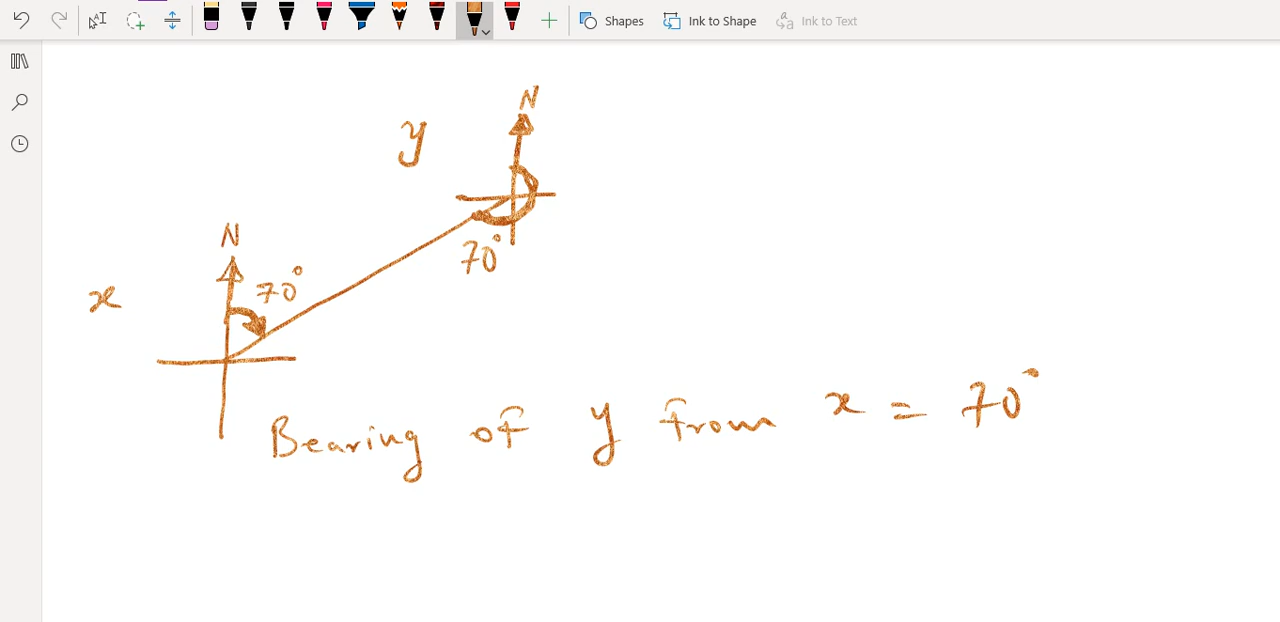 Shapes
Ink to Shape
Ink to Text
N
y
N
70°
x
70°
Bearing of y from x = 70°